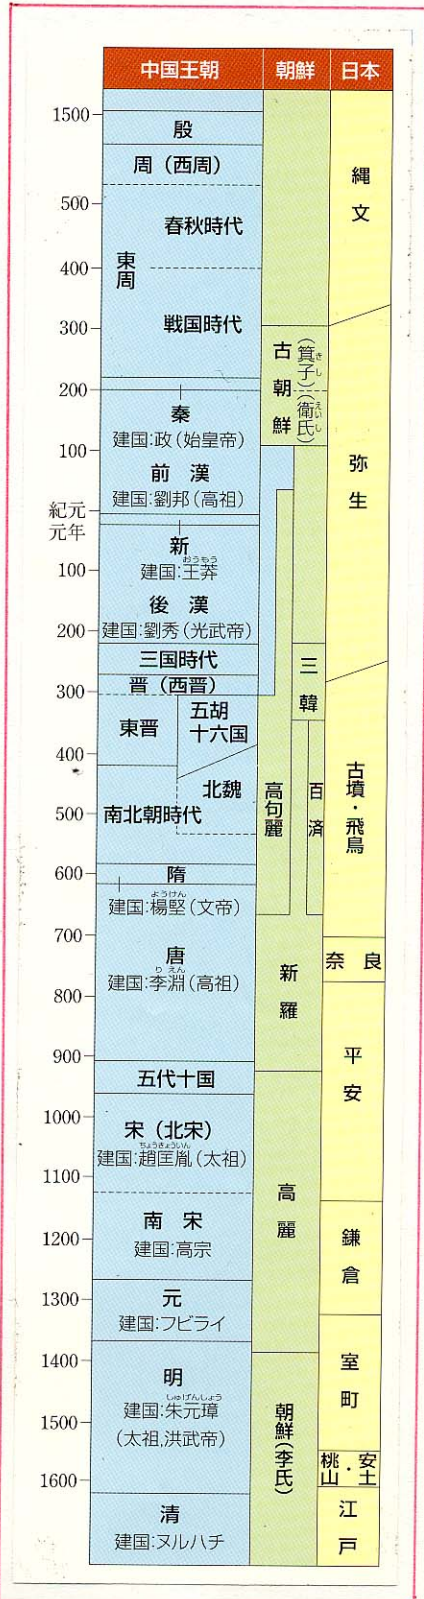 中国王朝 朝鮮 日本
1500
殷
周（西周）
500
春秋時代
400
東周
戦国時代
300
200
秦
建国:政（始皇帝）
100
前漢
建国:劉邦（高祖）
紀元
元年
新
おうもう
建国:王莽
100
後漢
200
建国:劉秀（光武帝）
三国時代
晋（西晋）
300
東晋
五胡
十六国
400
北魏
500
南北朝時代
600
隋
ようけん
建国:楊堅（文帝）
700
唐
りえん
建国:李淵（高祖）
800
900
五代十国
1000
宋（北宋）
ちょうきょういん
建国:趙匡胤（太祖）
1100
南宋
1200
建国:高宗
1300
元
建国:フビライ
1400
明
しゅげんしょう
建国:朱元璋
（太祖,洪武帝）
1500
1600
清
建国:ヌルハチ
古朝鮮
（箕子）
きし
（衛氏）
えいし
三韓
高句麗
百済
新羅
高麗
朝鮮（李氏）
縄文
弥生
古墳・飛鳥
奈良
平安
鎌倉
室町
安土・桃山
江戸